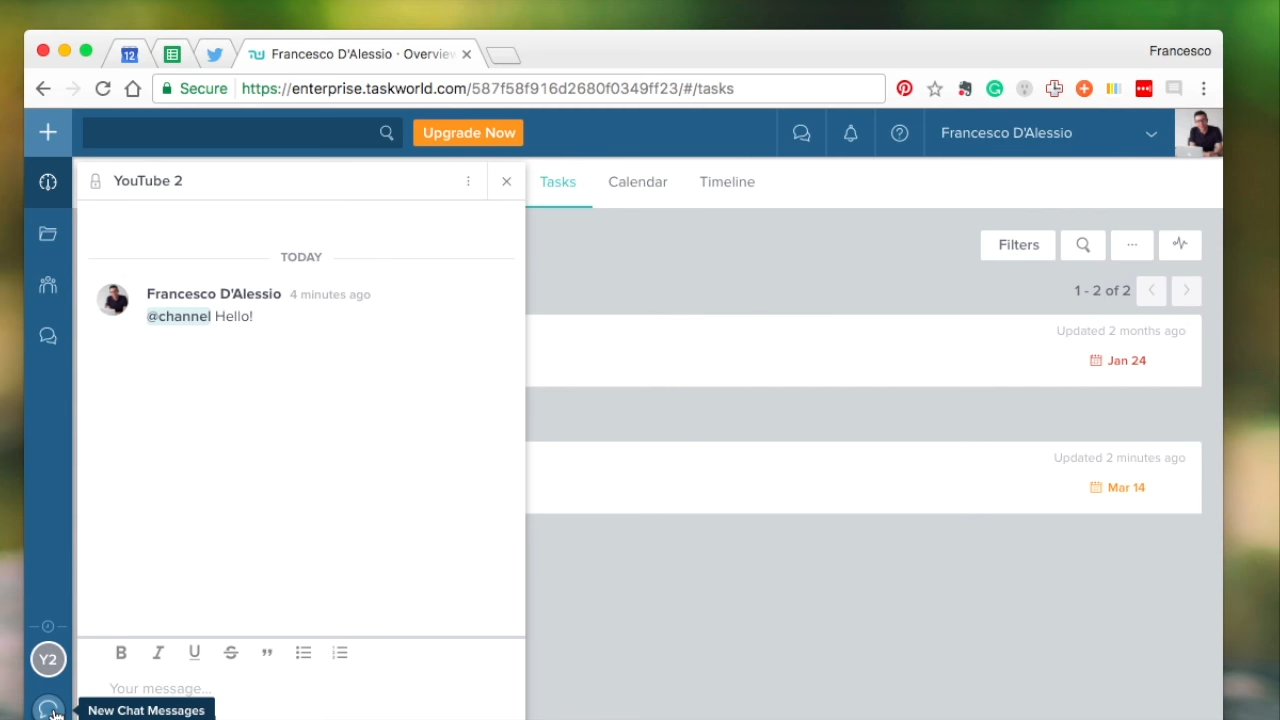 12
Francesco D'Alessio · Overview
Francesco
Secure
https://enterprise.taskworld.com/587f58f916d2680f0349ff23/#/tasks
Upgrade Now
Francesco D'Alessio
YouTube 2
Tasks
Calendar
Timeline
Filters
1 - 2 of 2
TODAY
Francesco D'Alessio 4 minutes ago
@channel Hello!
Updated 2 months ago
Jan 24
Updated 2 minutes ago
Mar 14
B I U S
Y2
Your message...
New Chat Messages